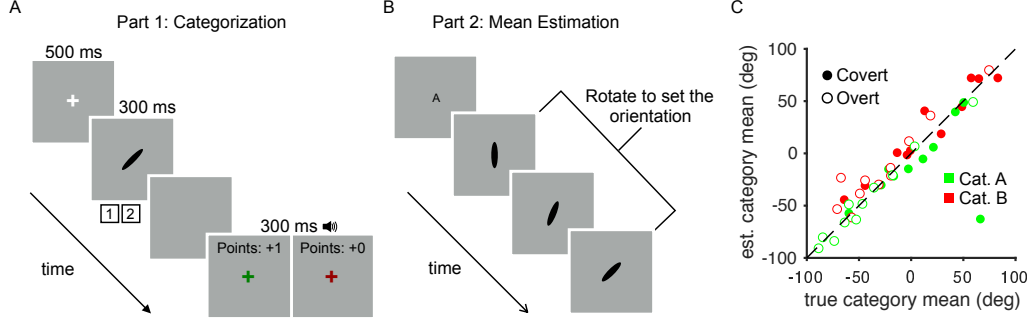 A
Part 1: Categorization
500 ms
300 ms
1 2
300 ms
Points: +1
Points: +0
time
B
Part 2: Mean Estimation
A
Rotate to set the
orientation
time
C
est. category mean (deg)
100
50
0
-50
-100
Covert
Overt
Cat. A
Cat. B
-100 -50 0 50 100
true category mean (deg)